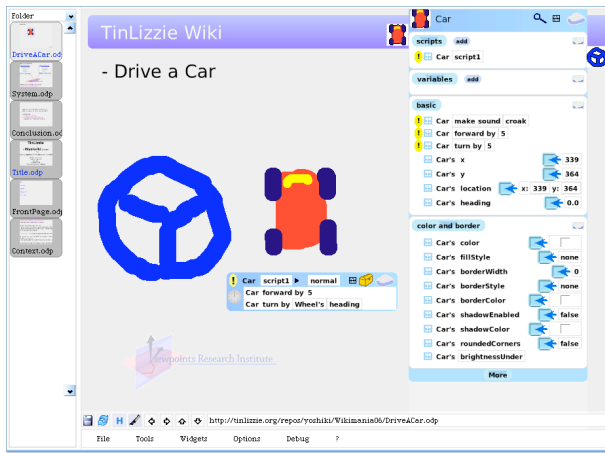 Folder
DriveACar.odp
System.odp
Conclusion.od
Title.odp
FrontPage.odp
Context.odp
TinLizzie Wiki
- Drive a Car
Car script1 normal
Car forward by 5
Car turn by Wheel's heading
Viewpoints Research Institute
Car
scripts add
! Car script1
variables add
basic
! Car make sound croak
! Car forward by 5
! Car turn by 5
Car's x 339
Car's y 364
Car's location x: 339 y: 364
Car's heading 0.0
color and border
Car's color
Car's fillStyle none
Car's borderWidth 0
Car's borderStyle none
Car's borderColor
Car's shadowEnabled false
Car's shadowColor
Car's roundedCorners false
Car's brightnessUnder
More
H http://tinlizzie.org/repos/yoshiki/Wikimania06/DriveACar.odp
File Tools Widgets Options Debug ?